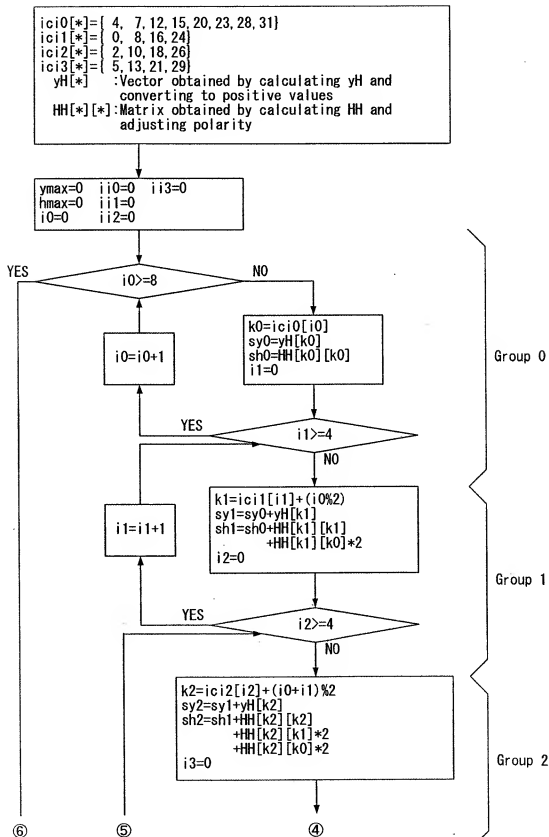 ici0[*]={ 4, 7,12,15,20,23,28,31}
ici1[*]={ 0, 8,16,24}
ici2[*]={ 2,10,18,26}
ici3[*]={ 5,13,21,29}
yH[*] :Vector obtained by calculating yH and
converting to positive values
HH[*][*]:Matrix obtained by calculating HH and
adjusting polarity
ymax=0 ii0=0 ii3=0
hmax=0 ii1=0
i0=0 ii2=0
YES
i0>=8
NO
k0=ici0[i0]
sy0=yH[k0]
sh0=HH[k0][k0]
i1=0
i0=i0+1
Group 0
YES
i1>=4
NO
k1=ici1[i1]+(i0%2)
sy1=sy0+yH[k1]
sh1=sh0+HH[k1][k1]
+HH[k1][k0]*2
i2=0
i1=i1+1
Group 1
YES
i2>=4
NO
k2=ici2[i2]+(i0+i1)%2
sy2=sy1+yH[k2]
sh2=sh1+HH[k2][k2]
+HH[k2][k1]*2
+HH[k2][k0]*2
i3=0
Group 2
⑥ ⑤ ④